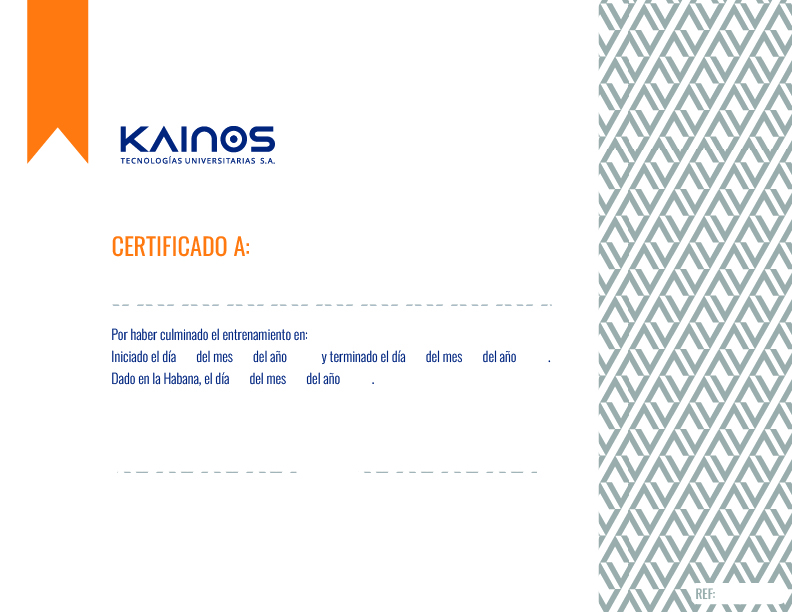 KAINOS
TECNOLOGÍAS UNIVERSITARIAS S.A.
CERTIFICADO A:
Por haber culminado el entrenamiento en:
Iniciado el día del mes del año y terminado el día del mes del año .
Dado en la Habana, el día del mes del año .
REF: